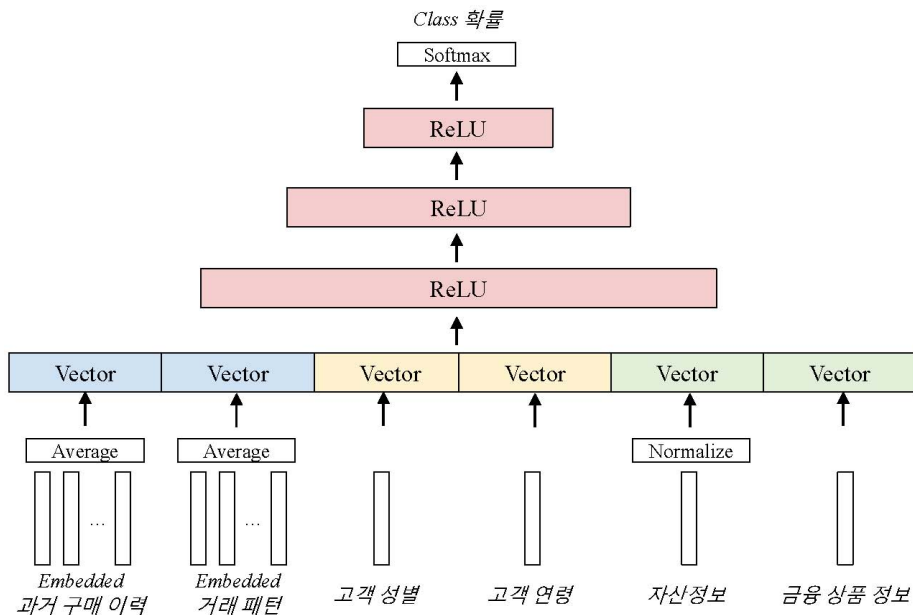 Class 확률
Softmax
ReLU
ReLU
ReLU
Vector Vector Vector Vector Vector Vector
Average Average Normalize
... ...
Embedded Embedded
과거 구매 이력 거래 패턴 고객 성별 고객 연령 자산정보 금융 상품 정보